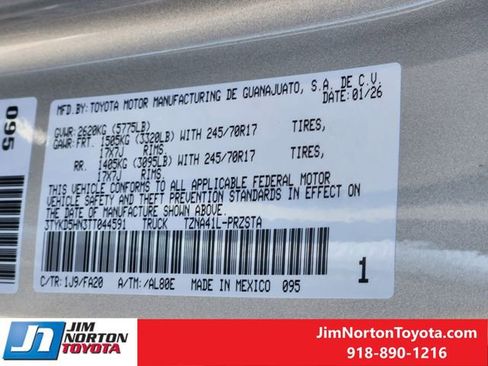 095
MFD.BY:TOYOTA MOTOR MANUFACTURING DE GUANAJUATO, S.A. DE C.V.
DATE:01/26
GVWR:2620KG (5775LB)
GAWR:FRT. 1505KG (3320LB)WITH 245/70R17 TIRES,
17X7J RIMS.
RR. 1405KG (3095LB)WITH 245/70R17 TIRES,
17X7J RIMS.
THIS VEHICLE CONFORMS TO ALL APPLICABLE FEDERAL MOTOR
VEHICLE SAFETY AND THEFT PREVENTION STANDARDS IN EFFECT
ON THE DATE OF MANUFACTURE SHOWN ABOVE.
3TYKD5HN3TT044591 TRUCK TZNA41L-PRZSTA
C/TR:1J9/FA20 A/TM:/AL80E MADE IN MEXICO 095
1
JIM
NORTON
TOYOTA
JimNortonToyota.com
918-890-1216